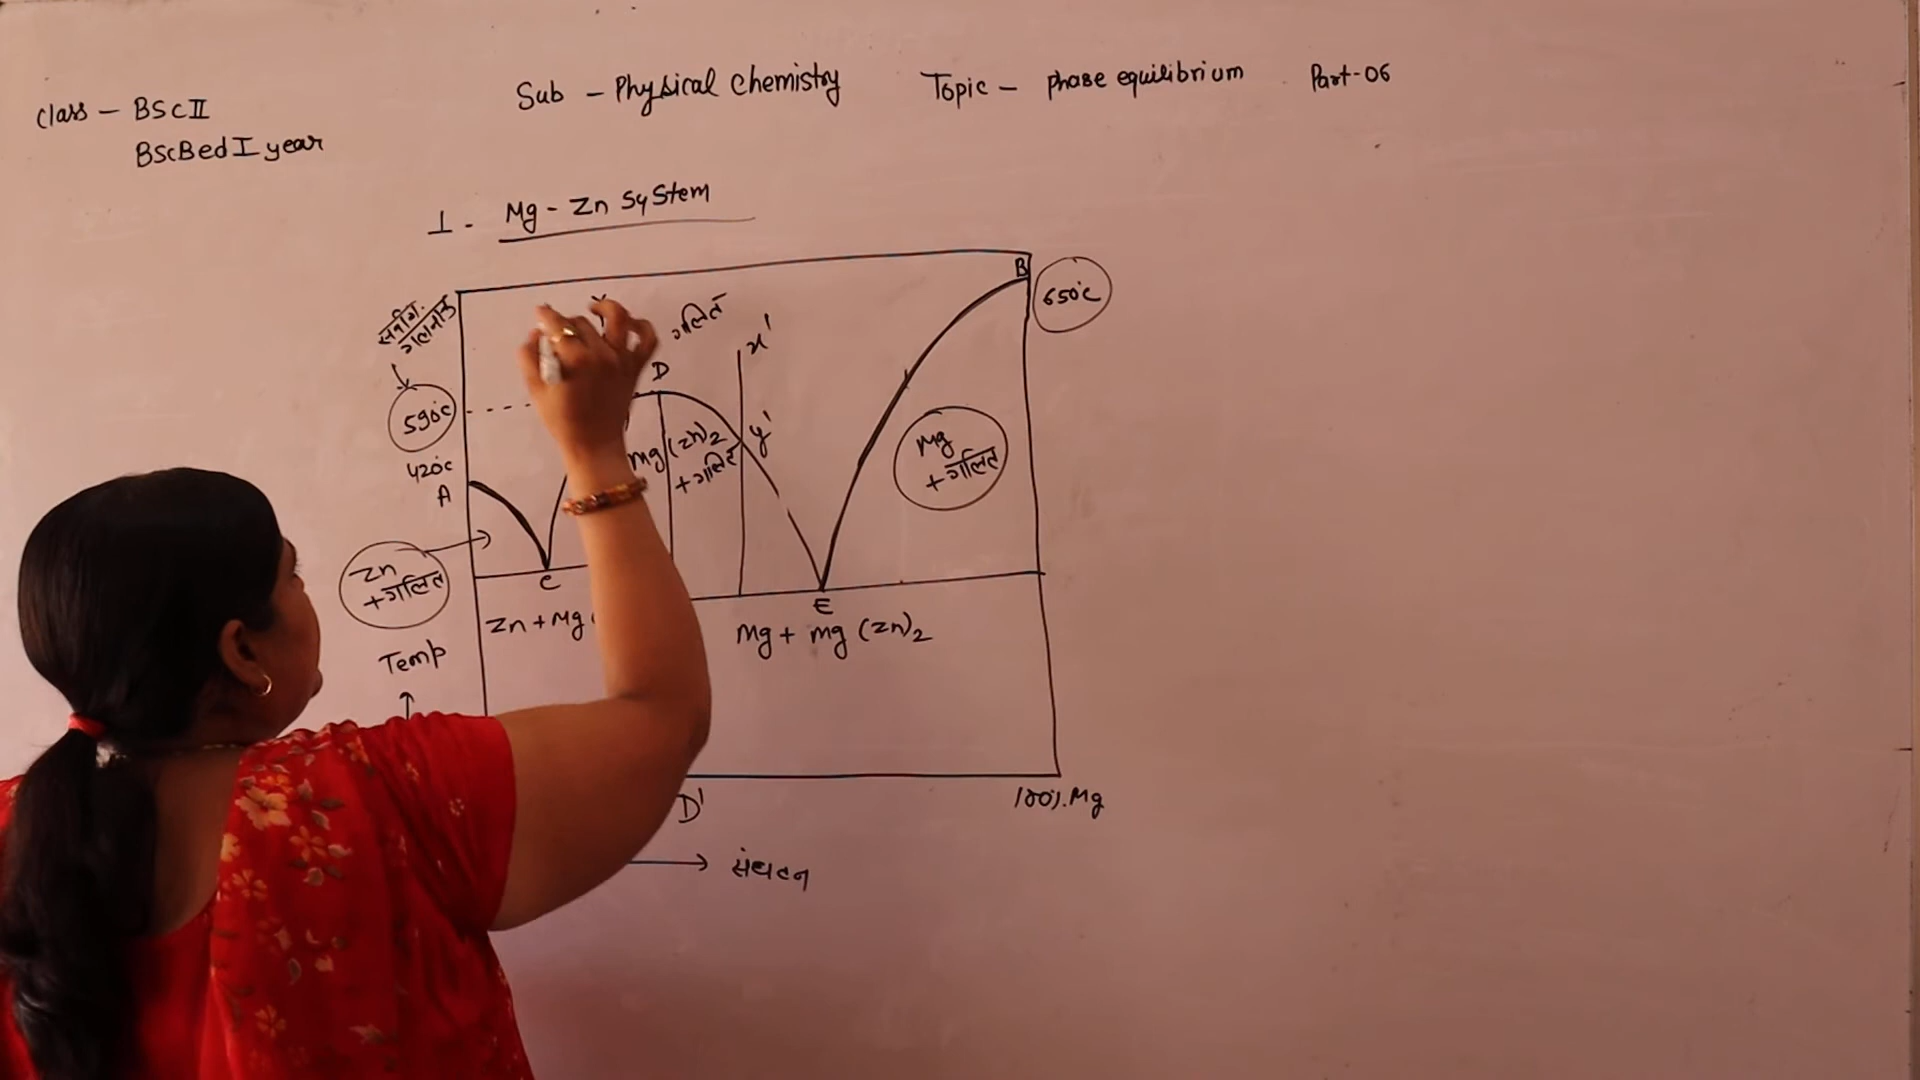 Class - BSc II
BScBed I year
Sub - Physical Chemistry
Topic - phase equilibrium
Part-06
1. Mg - Zn SyStem
B
650°C
गलित
x'
D
590°C
y'
mg(zn)2
+गलित
Mg
+गलित
420°C
A
Zn
+गलित
C
E
Zn + Mg
Mg + mg (zn)2
Temp
D'
100%.Mg
संघटन